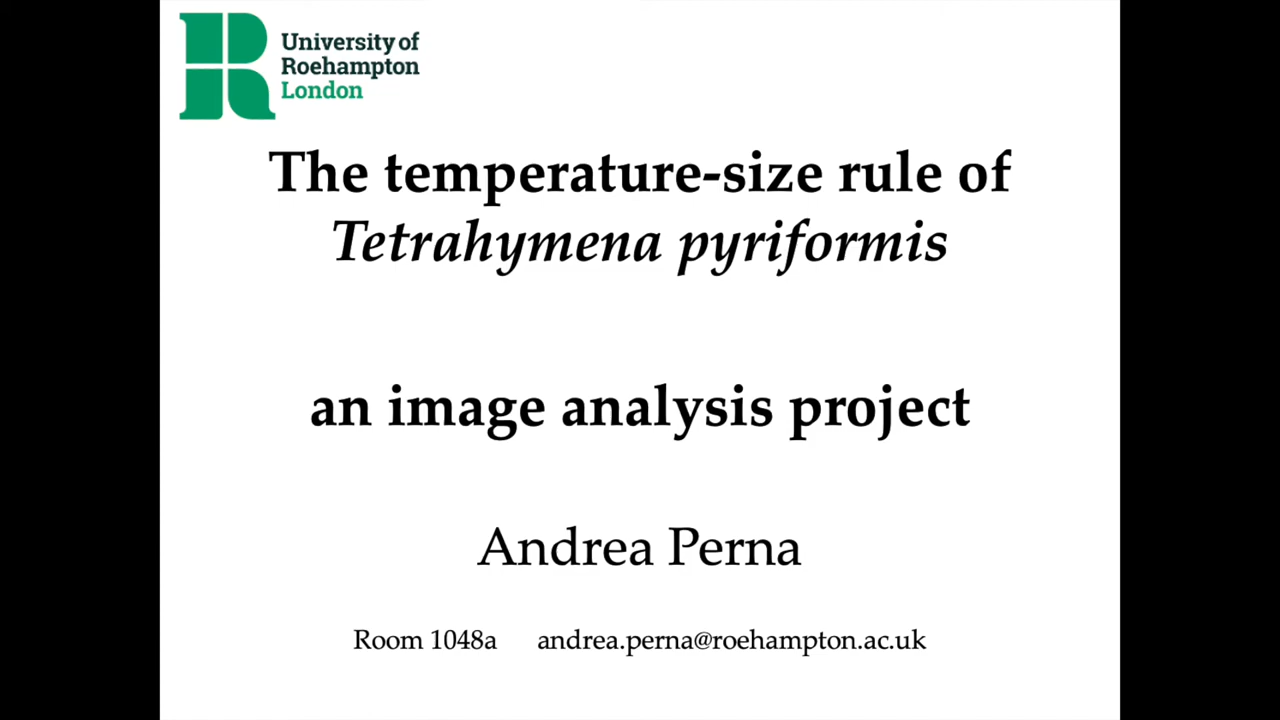 University of
Roehampton
London
The temperature-size rule of
Tetrahymena pyriformis
an image analysis project
Andrea Perna
Room 1048a andrea.perna@roehampton.ac.uk